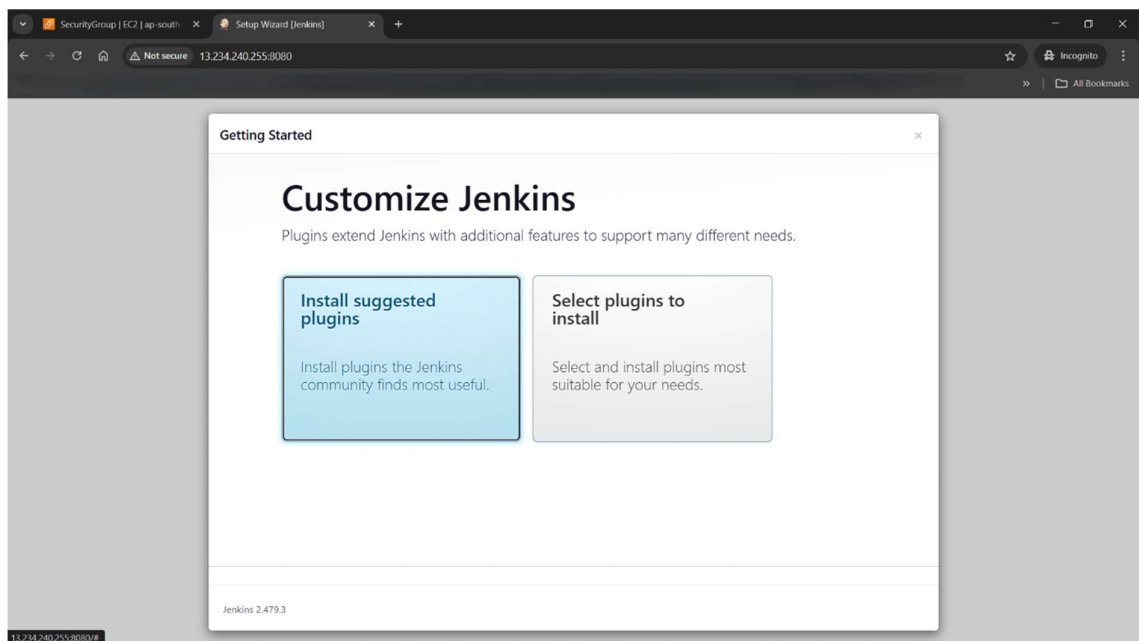 SecurityGroup | EC2 | ap-south
Setup Wizard [Jenkins]
Not secure
13.234.240.255:8080
Incognito
All Bookmarks
Getting Started
Customize Jenkins
Plugins extend Jenkins with additional features to support many different needs.
Install suggested
plugins
Install plugins the Jenkins
community finds most useful.
Select plugins to
install
Select and install plugins most
suitable for your needs.
Jenkins 2.479.3
13.234.240.255:8080/#